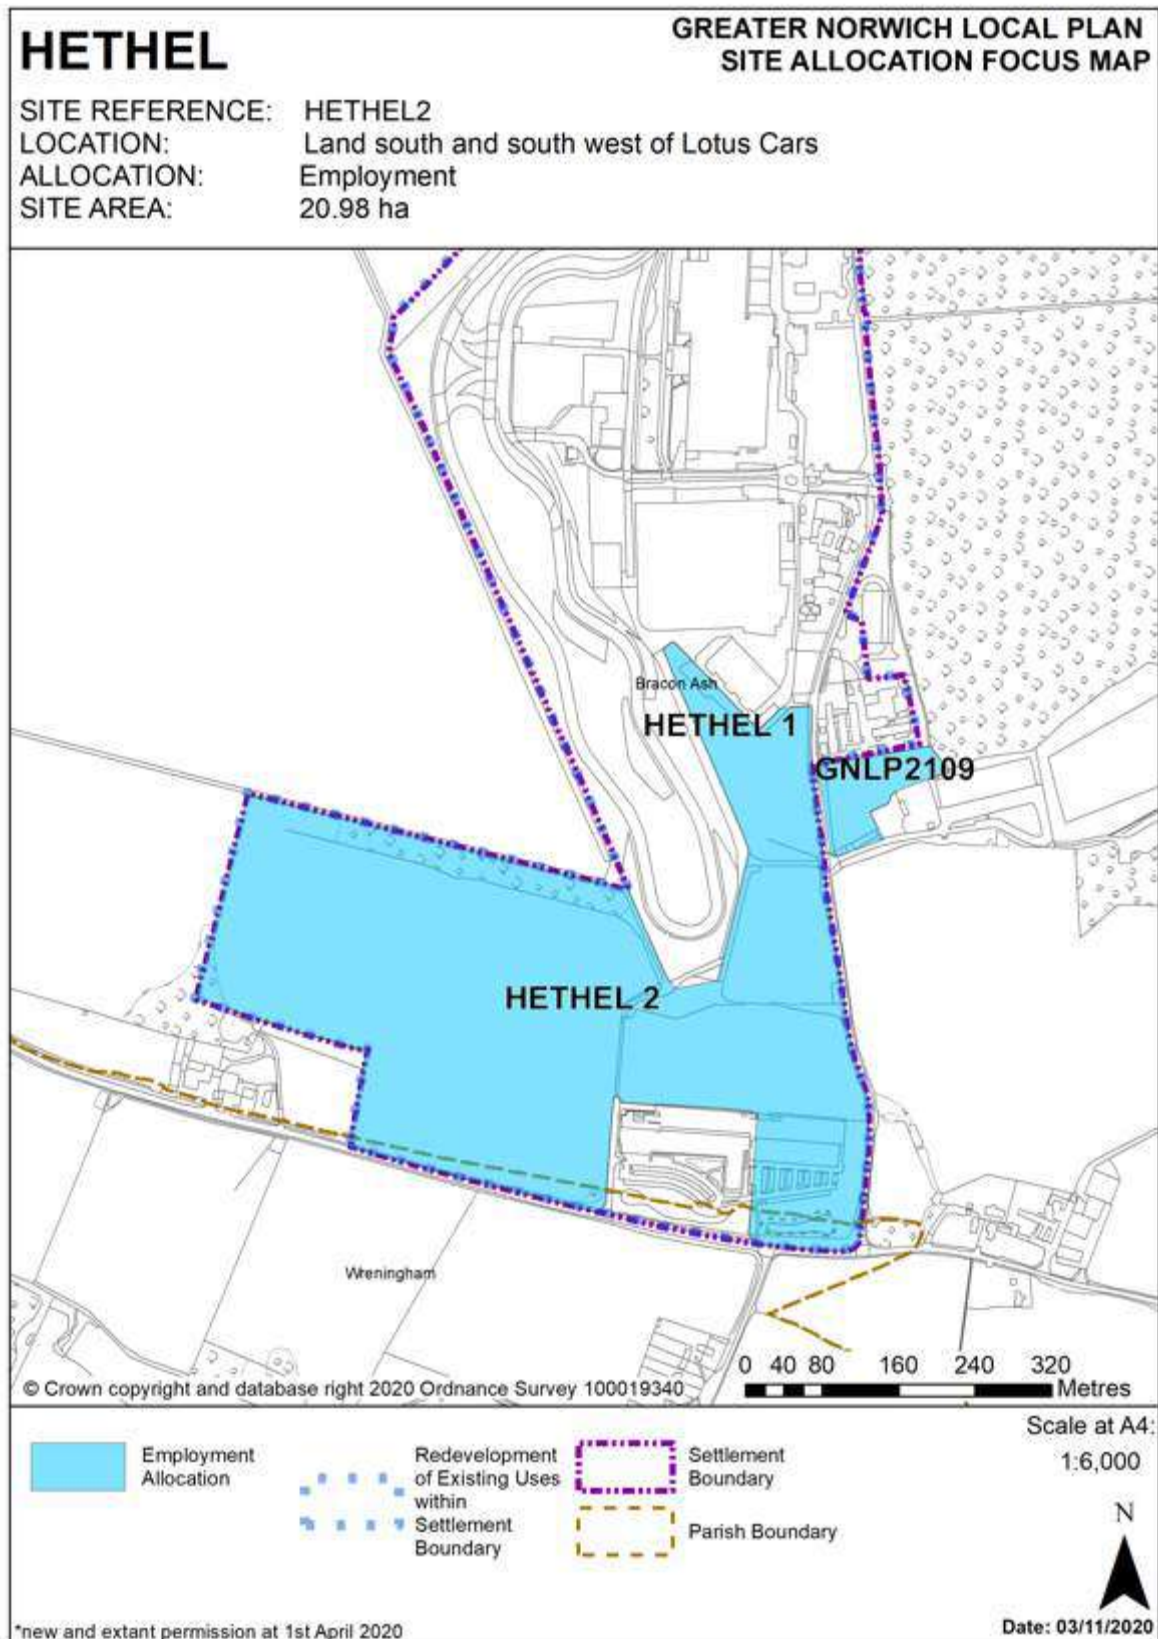 HETHEL
GREATER NORWICH LOCAL PLAN
SITE ALLOCATION FOCUS MAP
SITE REFERENCE: HETHEL2
LOCATION: Land south and south west of Lotus Cars
ALLOCATION: Employment
SITE AREA: 20.98 ha
Bracon Ash
HETHEL 1
GNLP2109
HETHEL 2
Wreningham
0 40 80 160 240 320
Metres
© Crown copyright and database right 2020 Ordnance Survey 100019340
Employment
Allocation
Redevelopment
of Existing Uses
within
Settlement
Boundary
Settlement
Boundary
Parish Boundary
Scale at A4:
1:6,000
N
*new and extant permission at 1st April 2020
Date: 03/11/2020